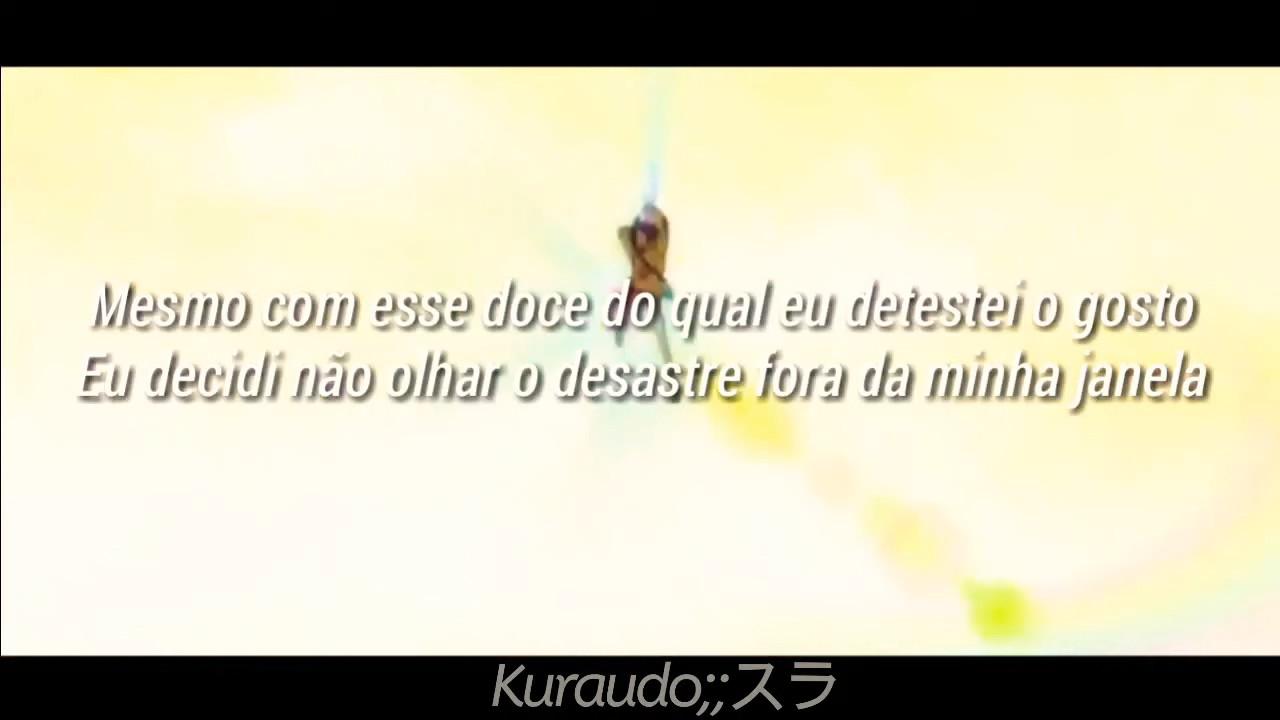 Mesmo com esse doce do qual eu detestei o gosto
Eu decidi não olhar o desastre fora da minha janela
Kuraudo;;スラ